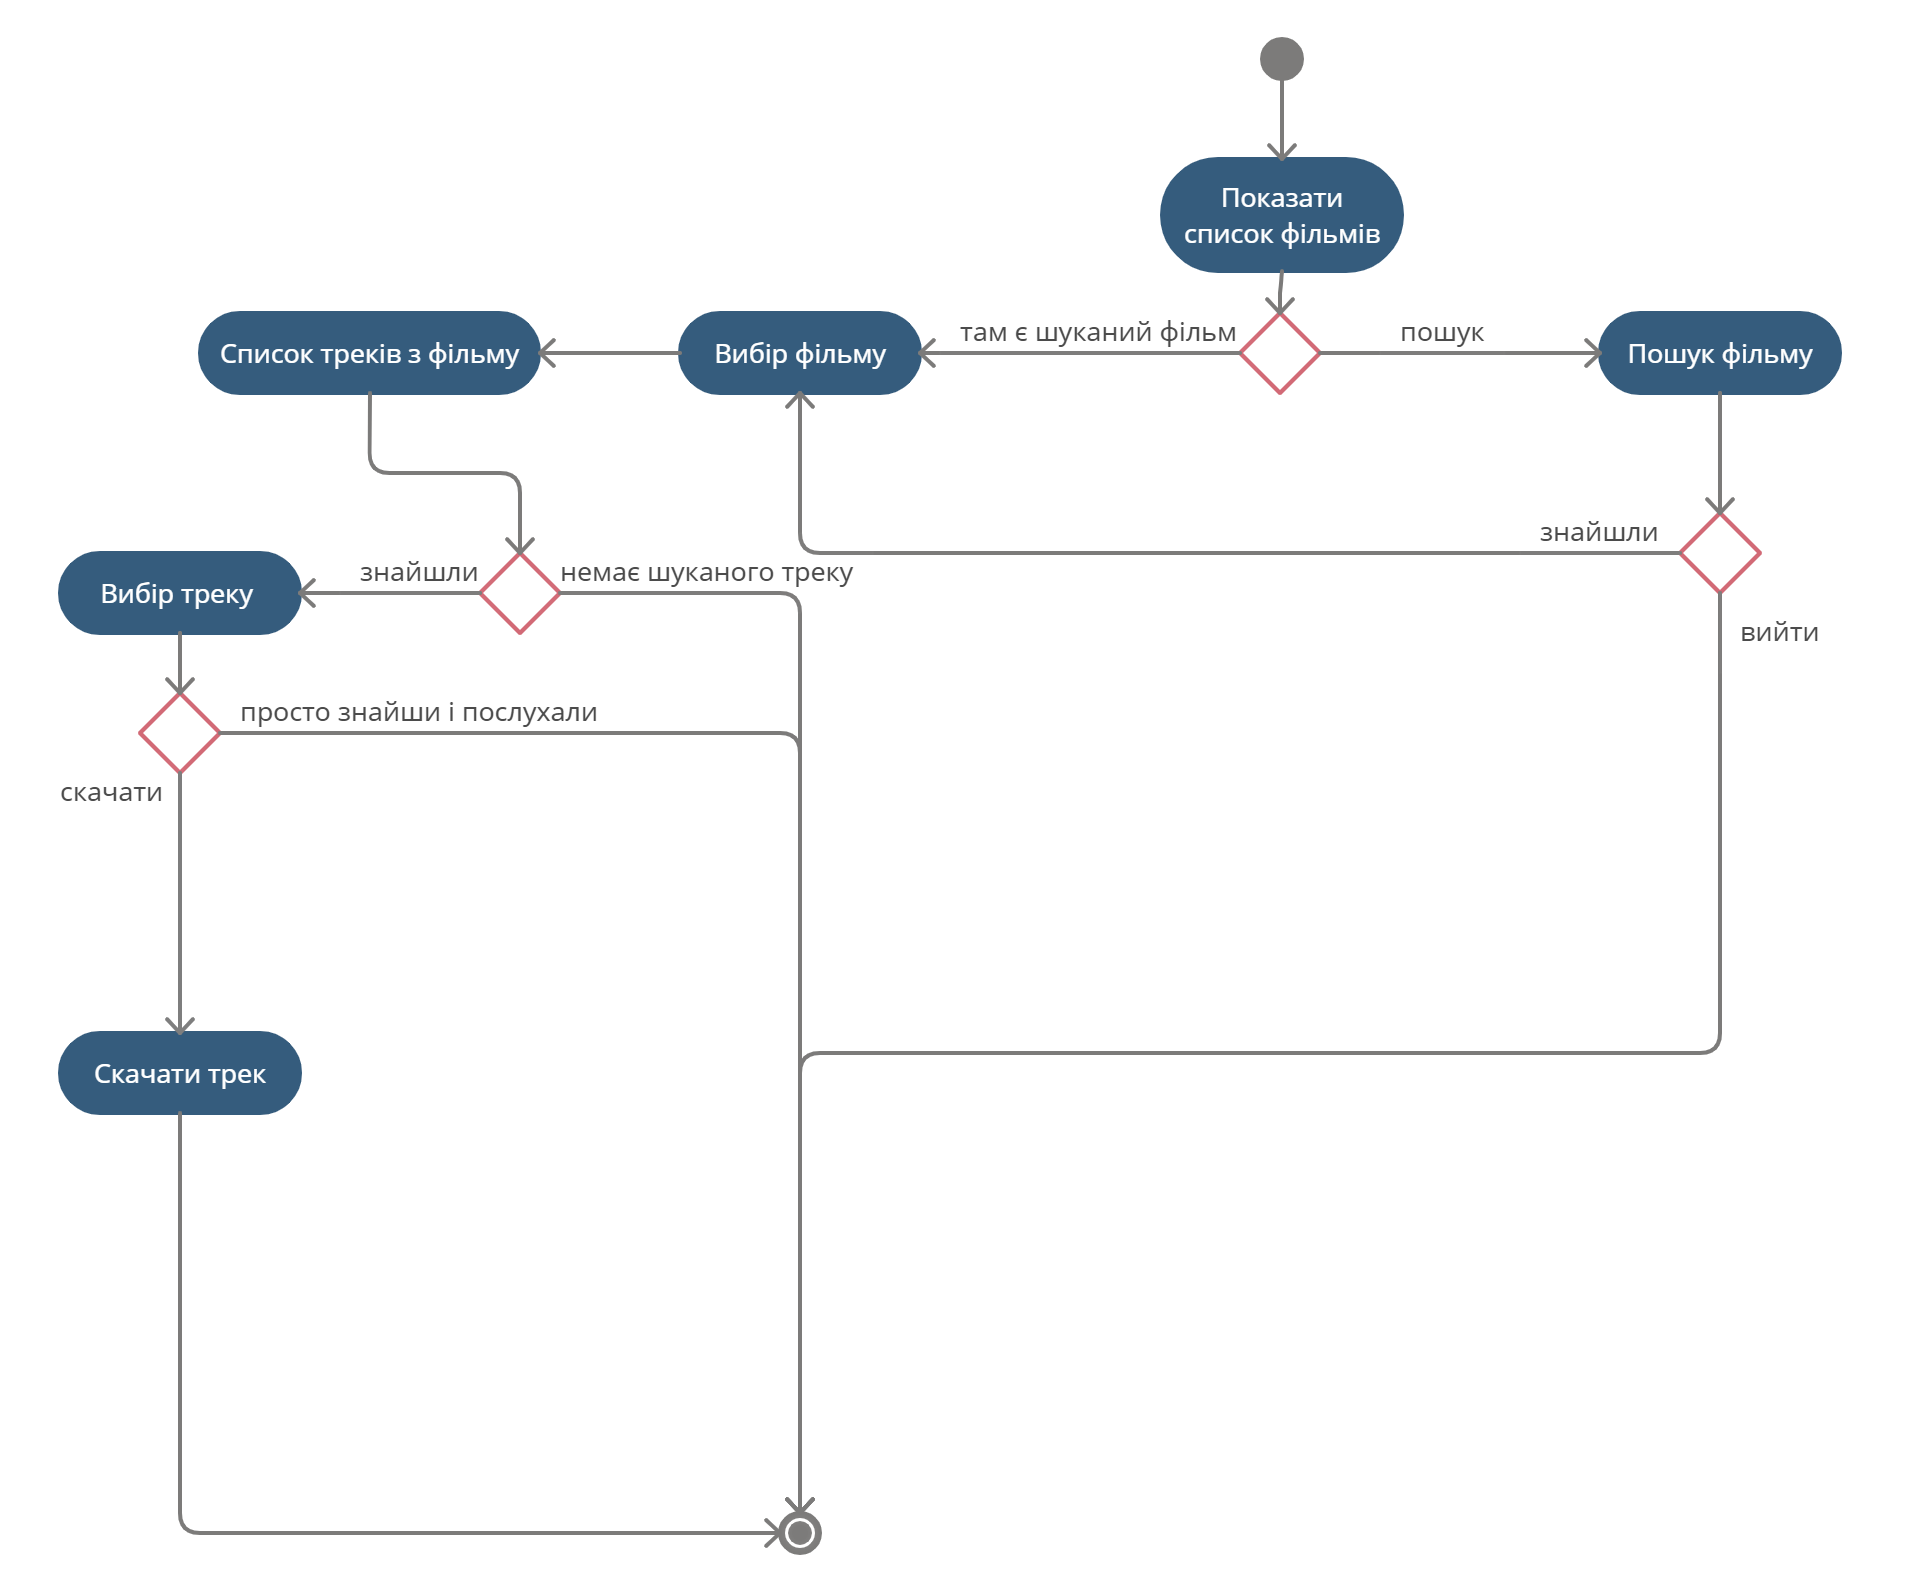 Показати
список фільмів
там є шуканий фільм
пошук
Список треків з фільму
Вибір фільму
Пошук фільму
знайшли
знайшли
немає шуканого треку
Вибір треку
вийти
просто знайши і послухали
скачати
Скачати трек